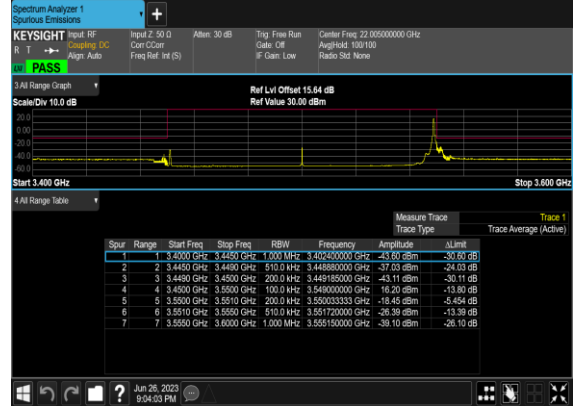 Spectrum Analyzer 1
Spurious Emissions
KEYSIGHT
R T
Input: RF
Coupling: DC
Align: Auto
Input Z: 50 Ω
Corr CCorr
Freq Ref: Int (S)
Atten: 30 dB
Trig: Free Run
Gate: Off
IF Gain: Low
Center Freq: 22.005000000 GHz
Avg|Hold: 100/100
Radio Std: None
PASS
3 All Range Graph
Scale/Div 10.0 dB
Ref Lvl Offset 15.64 dB
Ref Value 30.00 dBm
20.0
0.00
-20.0
-40.0
-60.0
Start 3.400 GHz
Stop 3.600 GHz
4 All Range Table
Measure Trace Trace 1
Trace Type Trace Average (Active)
Spur Range Start Freq Stop Freq RBW Frequency Amplitude ΔLimit
1 1 3.4000 GHz 3.4450 GHz 1.000 MHz 3.402400000 GHz -43.60 dBm -30.60 dB
2 2 3.4450 GHz 3.4490 GHz 510.0 kHz 3.448880000 GHz -37.03 dBm -24.03 dB
3 3 3.4490 GHz 3.4500 GHz 200.0 kHz 3.449185000 GHz -43.11 dBm -30.11 dB
4 4 3.4500 GHz 3.5500 GHz 100.0 kHz 3.549000000 GHz 16.20 dBm -13.80 dB
5 5 3.5500 GHz 3.5510 GHz 200.0 kHz 3.550033333 GHz -18.45 dBm -5.454 dB
6 6 3.5510 GHz 3.5550 GHz 510.0 kHz 3.551720000 GHz -26.39 dBm -13.39 dB
7 7 3.5550 GHz 3.6000 GHz 1.000 MHz 3.555150000 GHz -39.10 dBm -26.10 dB
?
Jun 26, 2023
9:04:03 PM